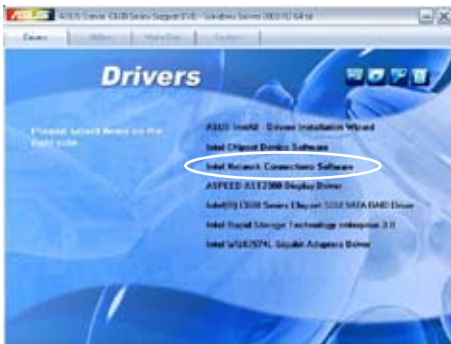 ASUS Server C600 Series Support DVD - Windows Server 2008 R2 64 bit
Drivers
Utilities
Make Disk
Contact
Drivers
Please select items on the
right side
ASUS InstAll - Drivers Installation Wizard
Intel Chipset Device Software
Intel Network Connections Software
ASPEED AST2300 Display Driver
Intel(R) C600 Series Chipset SATA RAID Driver
Intel Rapid Storage Technology enterprise 3.0
Intel WG82574L Gigabit Adapters Driver